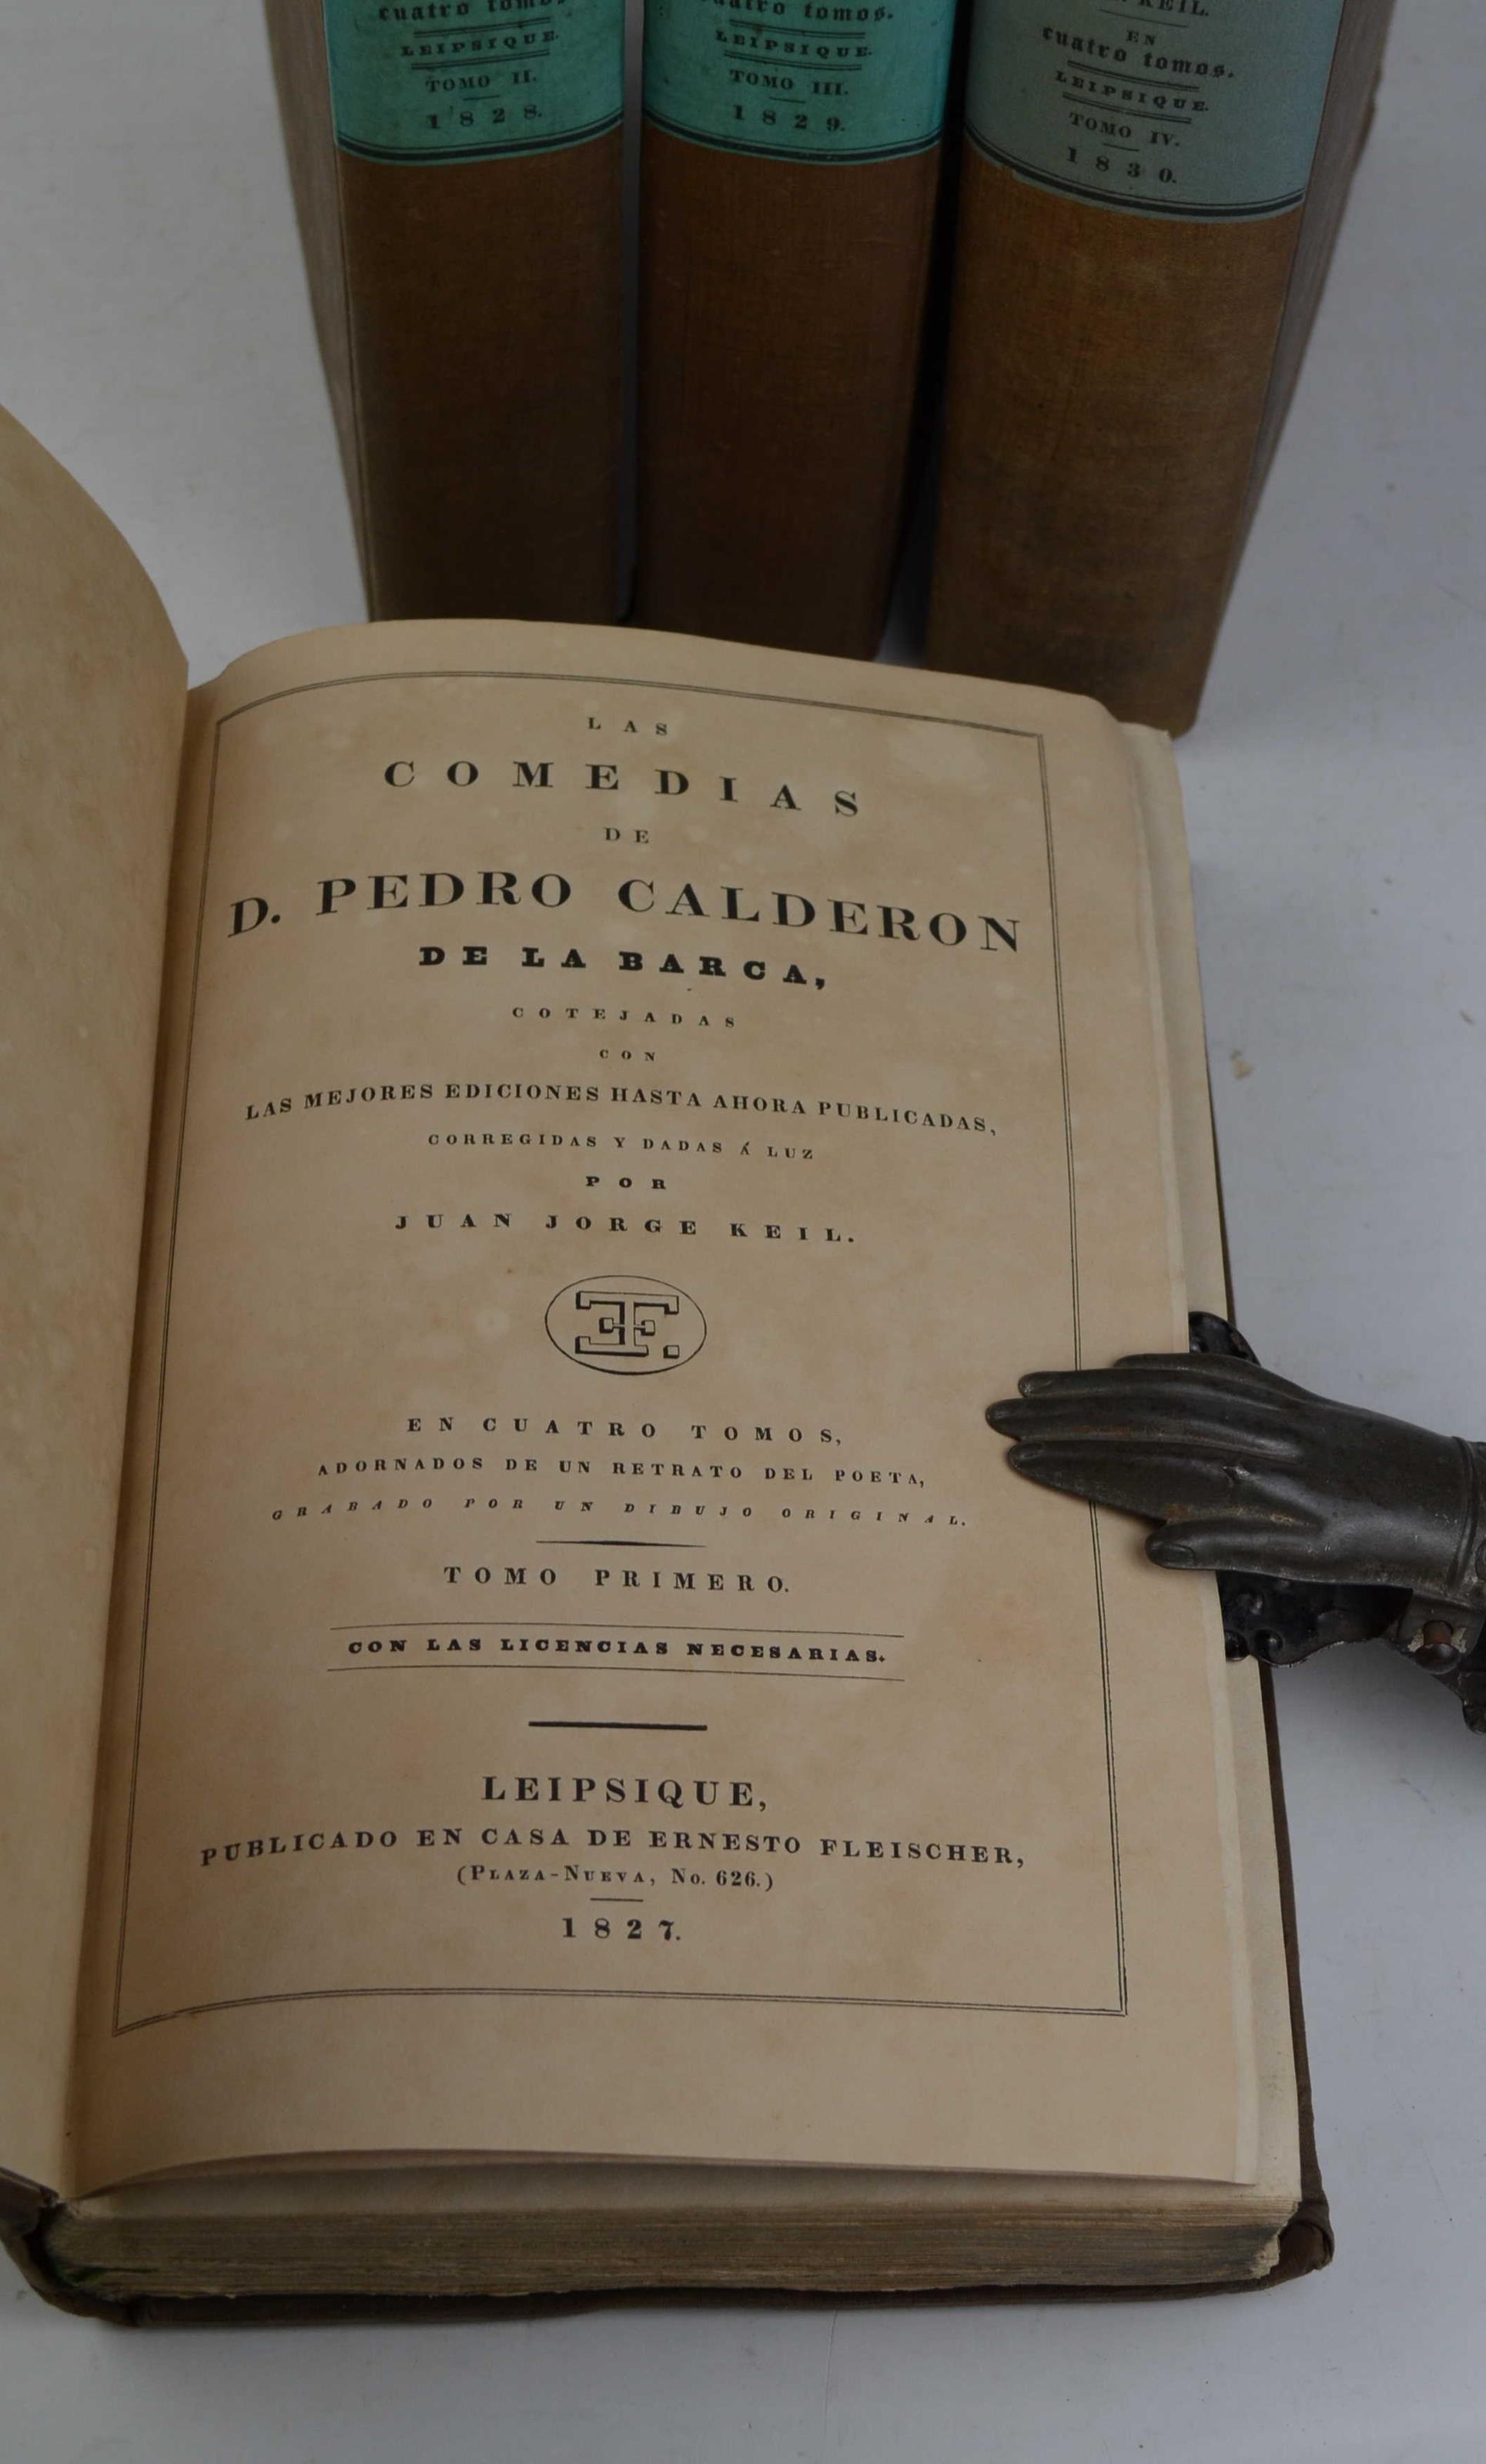 cuatro tomos.
LEIPSIQUE.
TOMO II.
1828.
tomos.
LEIPSIQUE.
TOMO III.
1829.
KEIL.
EN
cuatro tomos.
LEIPSIQUE.
TOMO IV.
1830.
LAS
COMEDIAS
DE
D. PEDRO CALDERON
DE LA BARCA,
COTEJADAS
CON
LAS MEJORES EDICIONES HASTA AHORA PUBLICADAS,
CORREGIDAS Y DADAS Á LUZ
POR
JUAN JORGE KEIL.
EF.
EN CUATRO TOMOS,
ADORNADOS DE UN RETRATO DEL POETA,
GRABADO POR UN DIBUJO ORIGINAL.
TOMO PRIMERO.
CON LAS LICENCIAS NECESARIAS.
LEIPSIQUE,
PUBLICADO EN CASA DE ERNESTO FLEISCHER,
(PLAZA-NUEVA, No. 626.)
1827.